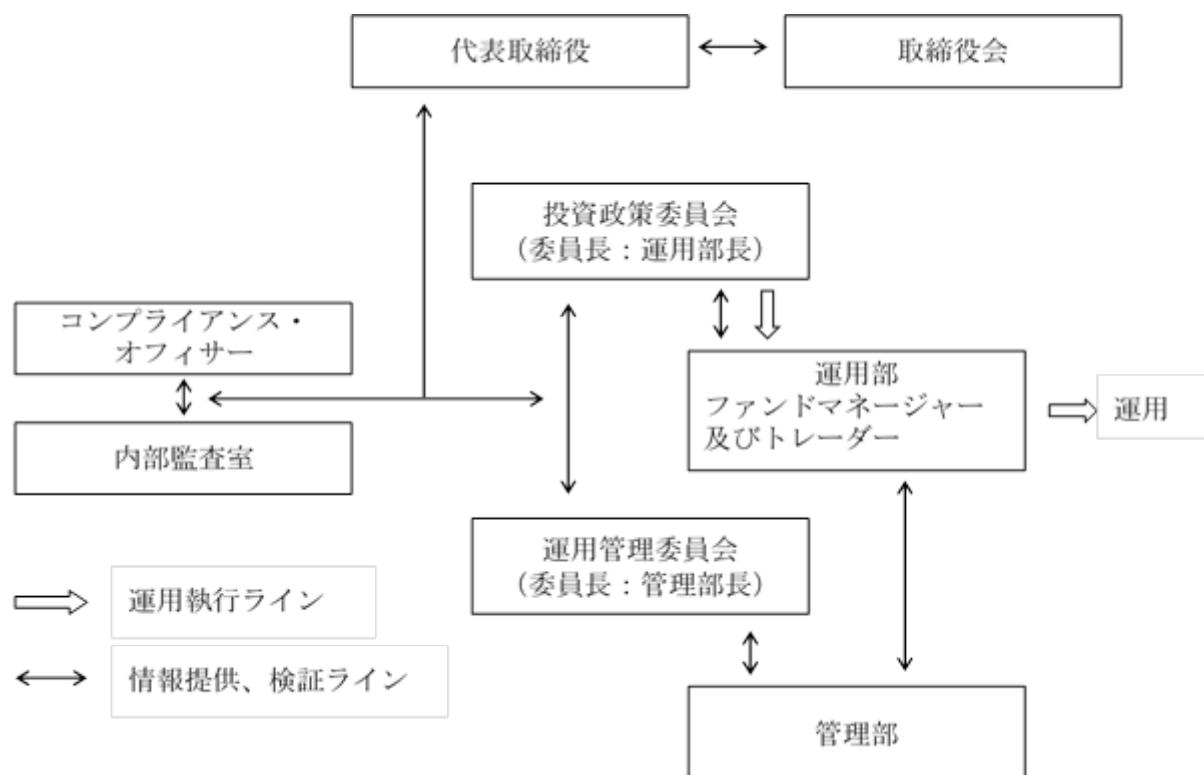 代表取締役
取締役会
投資政策委員会
（委員長：運用部長）
コンプライアンス・
オフィサー
運用部
ファンドマネージャー
及びトレーダー
運用
内部監査室
運用管理委員会
（委員長：管理部長）
運用執行ライン
情報提供、検証ライン
管理部